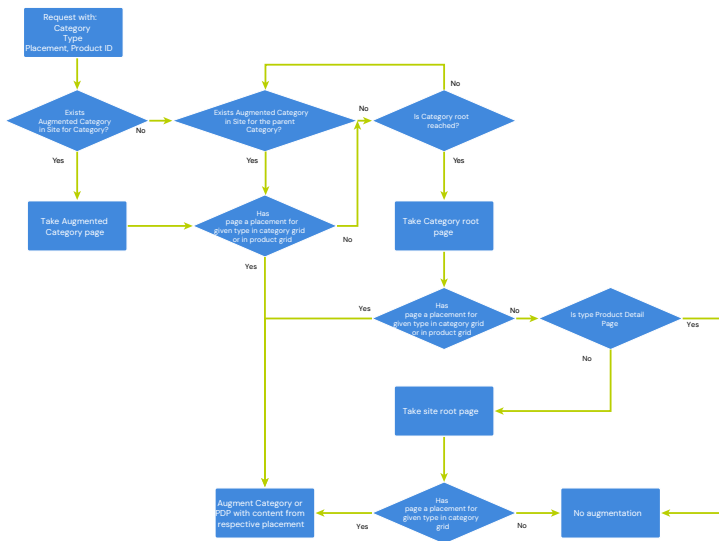 Request with:
Category
Type
Placement, Product ID
Exists
Augmented Category
in Site for Category?
No
Exists Augmented Category
in Site for the parent
Category?
No
Is Category root
reached?
No
Yes
Yes
Yes
Take Augmented
Category page
Has
page a placement for
given type in category grid
or in product grid
No
Yes
Take Category root
page
Yes
Has
page a placement for
given type in category grid
or in product grid
No
Is type Product Detail
Page
Yes
No
Take site root page
Augment Category or
PDP with content from
respective placement
Yes
Has
page a placement for
given type in category
grid
No
No augmentation